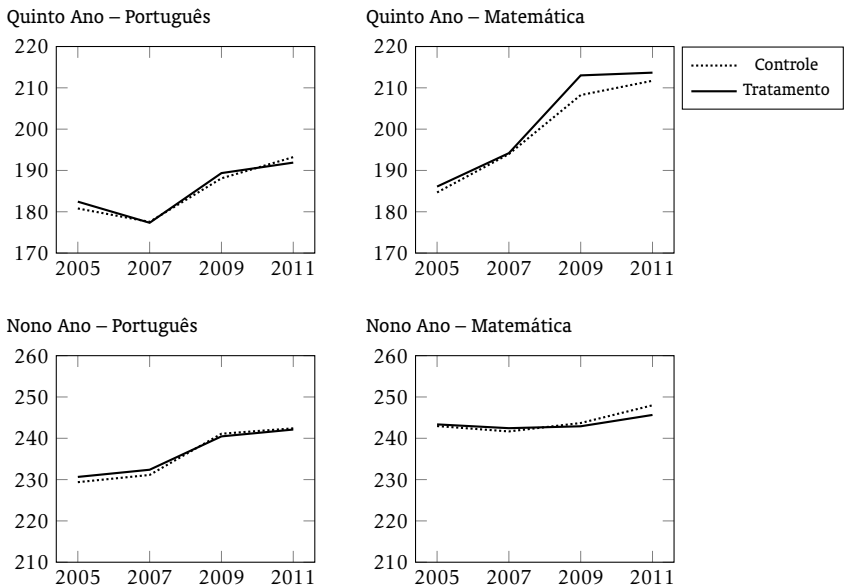 Quinto Ano – Português
220
210
200
190
180
170
2005 2007 2009 2011
Quinto Ano – Matemática
220
210
200
190
180
170
2005 2007 2009 2011
Controle
Tratamento
Nono Ano – Português
260
250
240
230
220
210
2005 2007 2009 2011
Nono Ano – Matemática
260
250
240
230
220
210
2005 2007 2009 2011